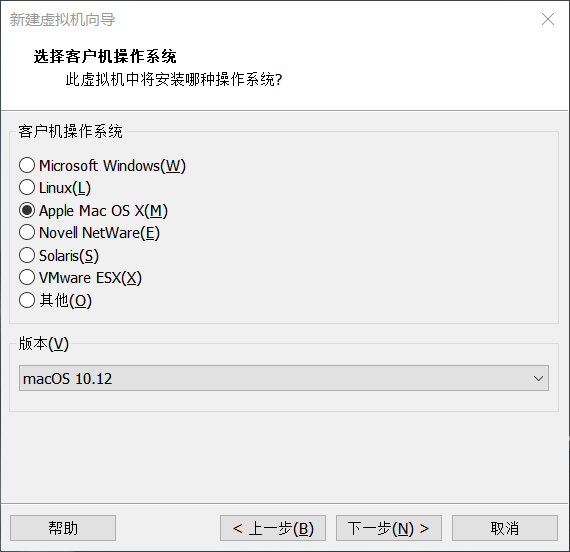 新建虚拟机向导
选择客户机操作系统
此虚拟机中将安装哪种操作系统?
客户机操作系统
Microsoft Windows(W)
Linux(L)
Apple Mac OS X(M)
Novell NetWare(E)
Solaris(S)
VMware ESX(X)
其他(O)
版本(V)
macOS 10.12
帮助
< 上一步(B)
下一步(N) >
取消